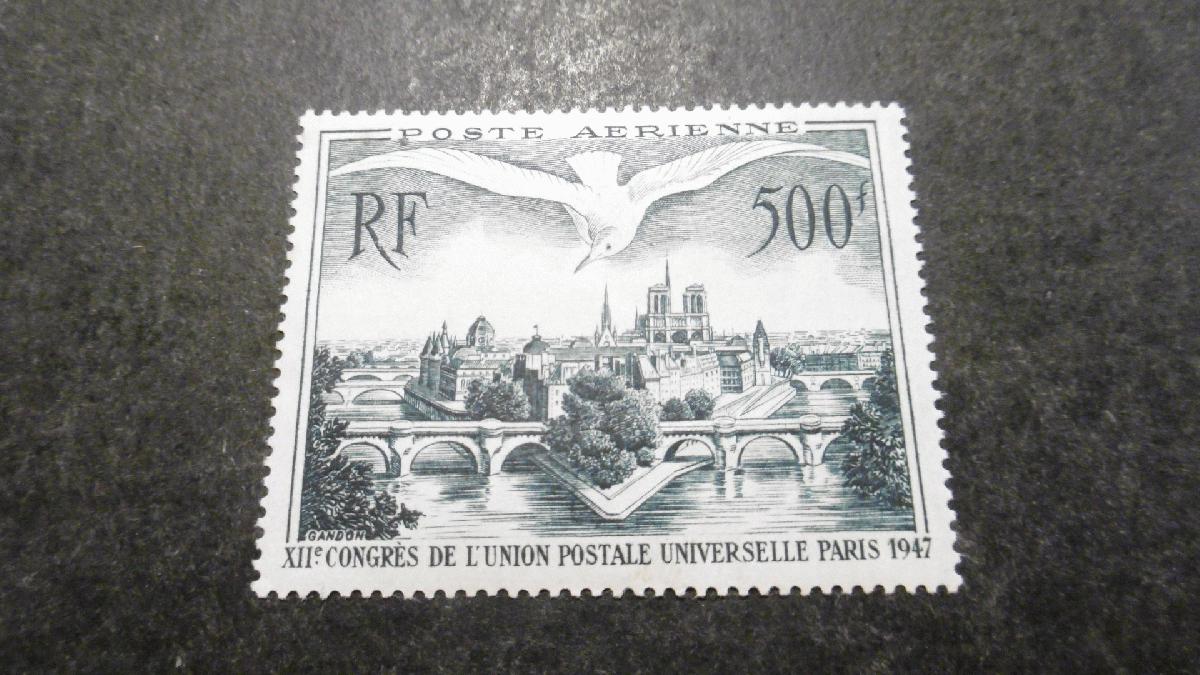 POSTE AERIENNE
RF 500f
GANDON
XIIe CONGRÈS DE L'UNION POSTALE UNIVERSELLE PARIS 1947